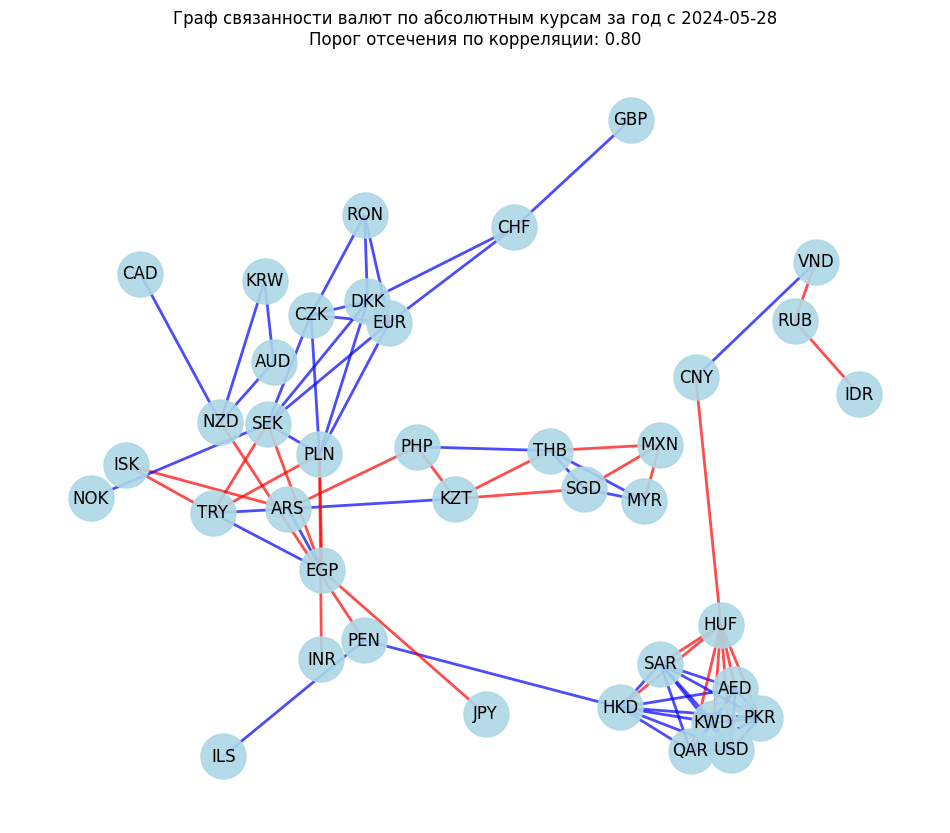 Граф связанности валют по абсолютным курсам за год с 2024-05-28
Порог отсечения по корреляции: 0.80
GBP
RON
CHF
VND
CAD
KRW
DKK
CZK
EUR
RUB
AUD
CNY
IDR
NZD
SEK
PLN
PHP
THB
MXN
ISK
SGD
NOK
KZT
MYR
TRY
ARS
EGP
HUF
PEN
INR
SAR
AED
HKD
JPY
KWD
PKR
QAR
USD
ILS